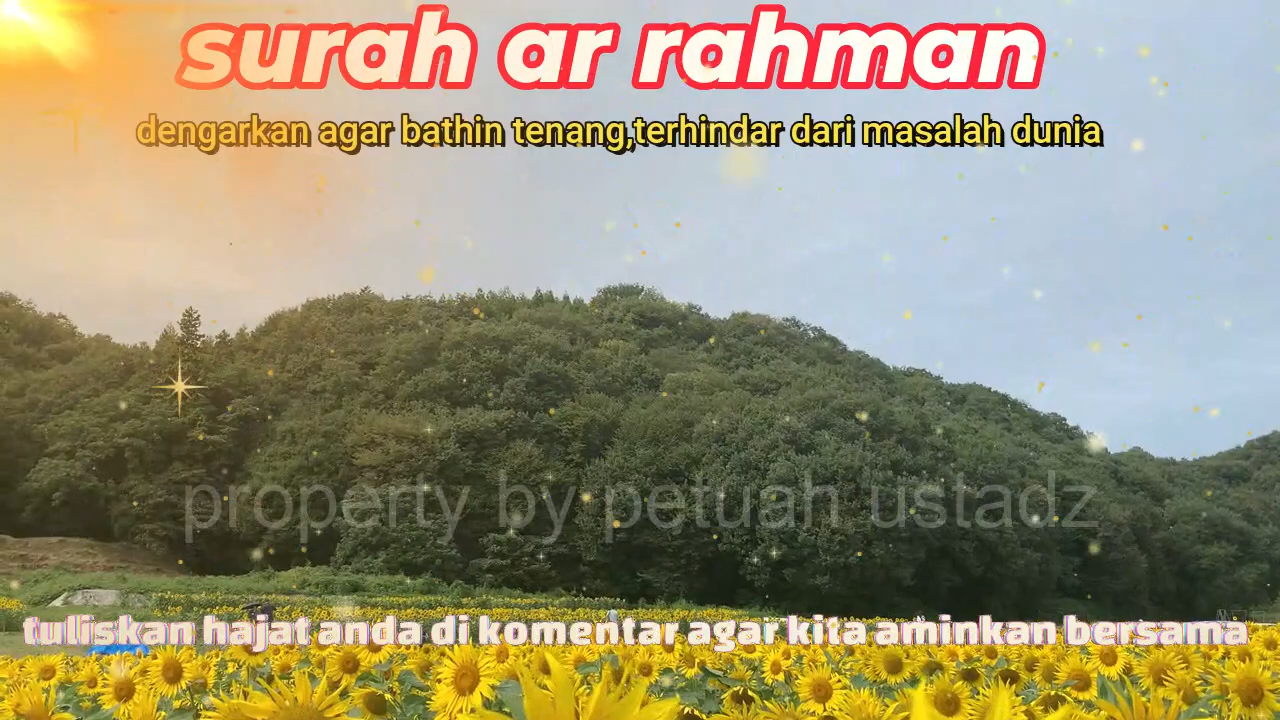 surah ar rahman
dengarkan agar bathin tenang,terhindar dari masalah dunia
property by petuah ustadz
tuliskan hajat anda di komentar agar kita aminkan bersama